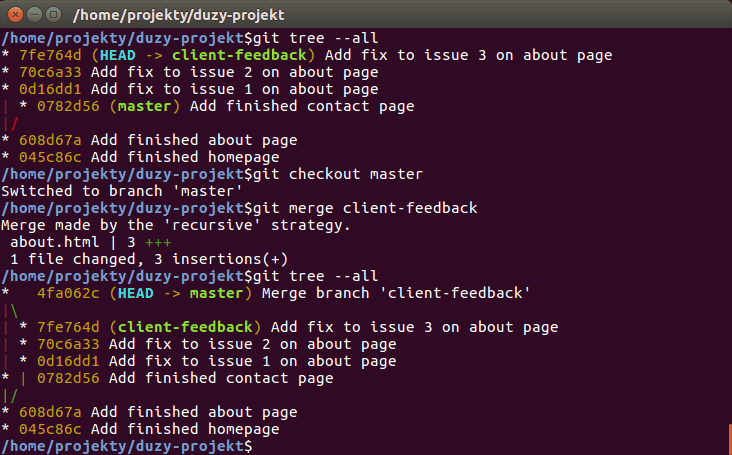 /home/projekty/duzy-projekt
/home/projekty/duzy-projekt$git tree --all
* 7fe764d (HEAD -> client-feedback) Add fix to issue 3 on about page
* 70c6a33 Add fix to issue 2 on about page
* 0d16dd1 Add fix to issue 1 on about page
| * 0782d56 (master) Add finished contact page
|/
* 608d67a Add finished about page
* 045c86c Add finished homepage
/home/projekty/duzy-projekt$git checkout master
Switched to branch 'master'
/home/projekty/duzy-projekt$git merge client-feedback
Merge made by the 'recursive' strategy.
 about.html | 3 +++
 1 file changed, 3 insertions(+)
/home/projekty/duzy-projekt$git tree --all
*   4fa062c (HEAD -> master) Merge branch 'client-feedback'
|\
| * 7fe764d (client-feedback) Add fix to issue 3 on about page
| * 70c6a33 Add fix to issue 2 on about page
| * 0d16dd1 Add fix to issue 1 on about page
* | 0782d56 Add finished contact page
|/
* 608d67a Add finished about page
* 045c86c Add finished homepage
/home/projekty/duzy-projekt$